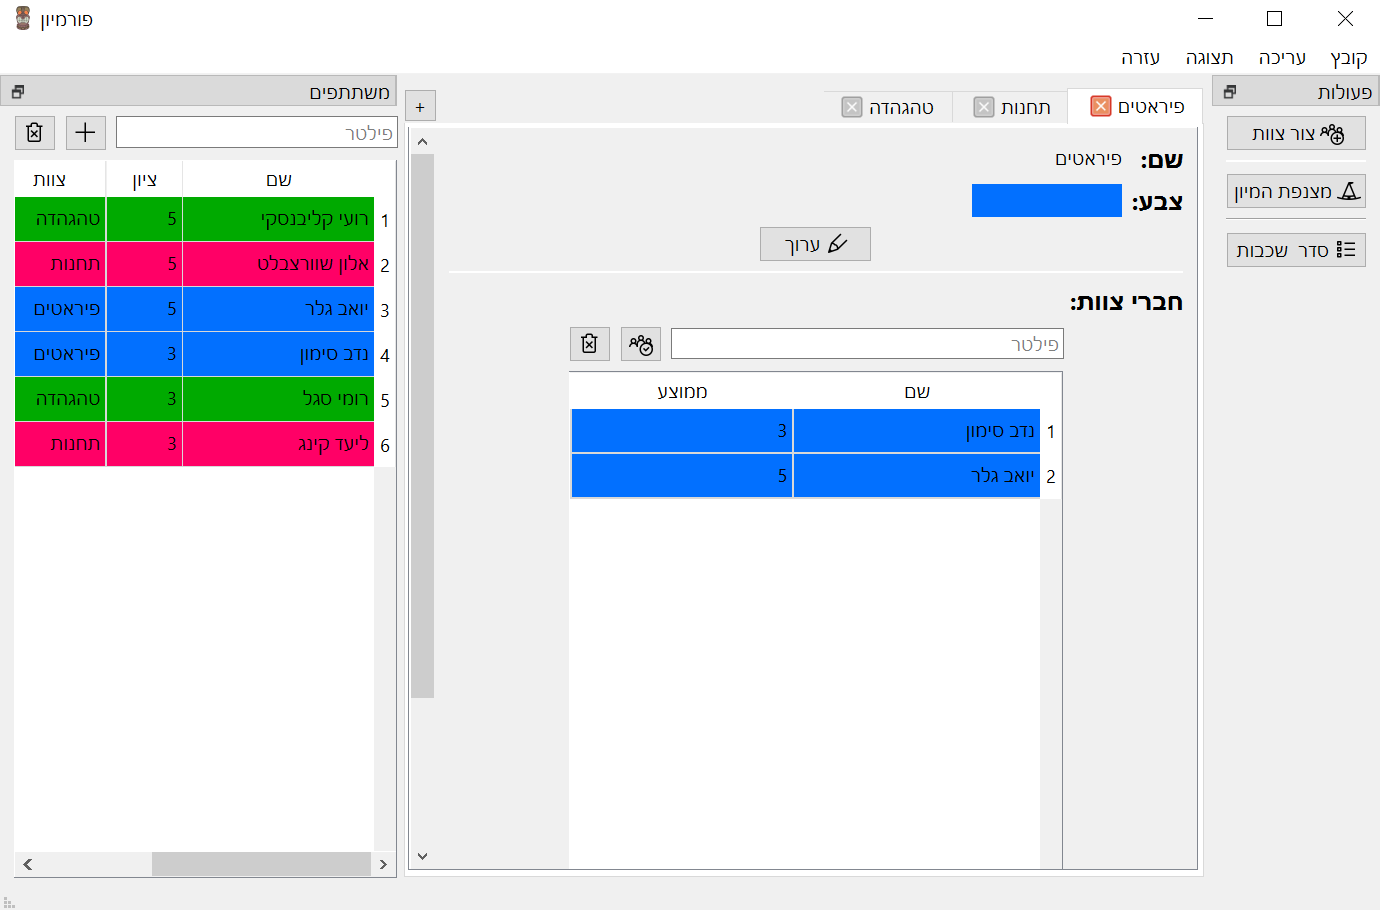 פורמיון
קובץ
עריכה
תצוגה
עזרה
פעולות
צור צוות
מצנפת המיון
סדר שכבות
פיראטים
תחנות
טהגהדה
+
שם: פיראטים
צבע:
ערוך
חברי צוות:
פילטר
שם ממוצע
1 נדב סימון 3
2 יואב גלר 5
משתתפים
פילטר
שם ציון צוות
1 רועי קליבנסקי 5 טהגהדה
2 אלון שוורצבלט 5 תחנות
3 יואב גלר 5 פיראטים
4 נדב סימון 3 פיראטים
5 רומי סגל 3 טהגהדה
6 ליעד קינג 3 תחנות